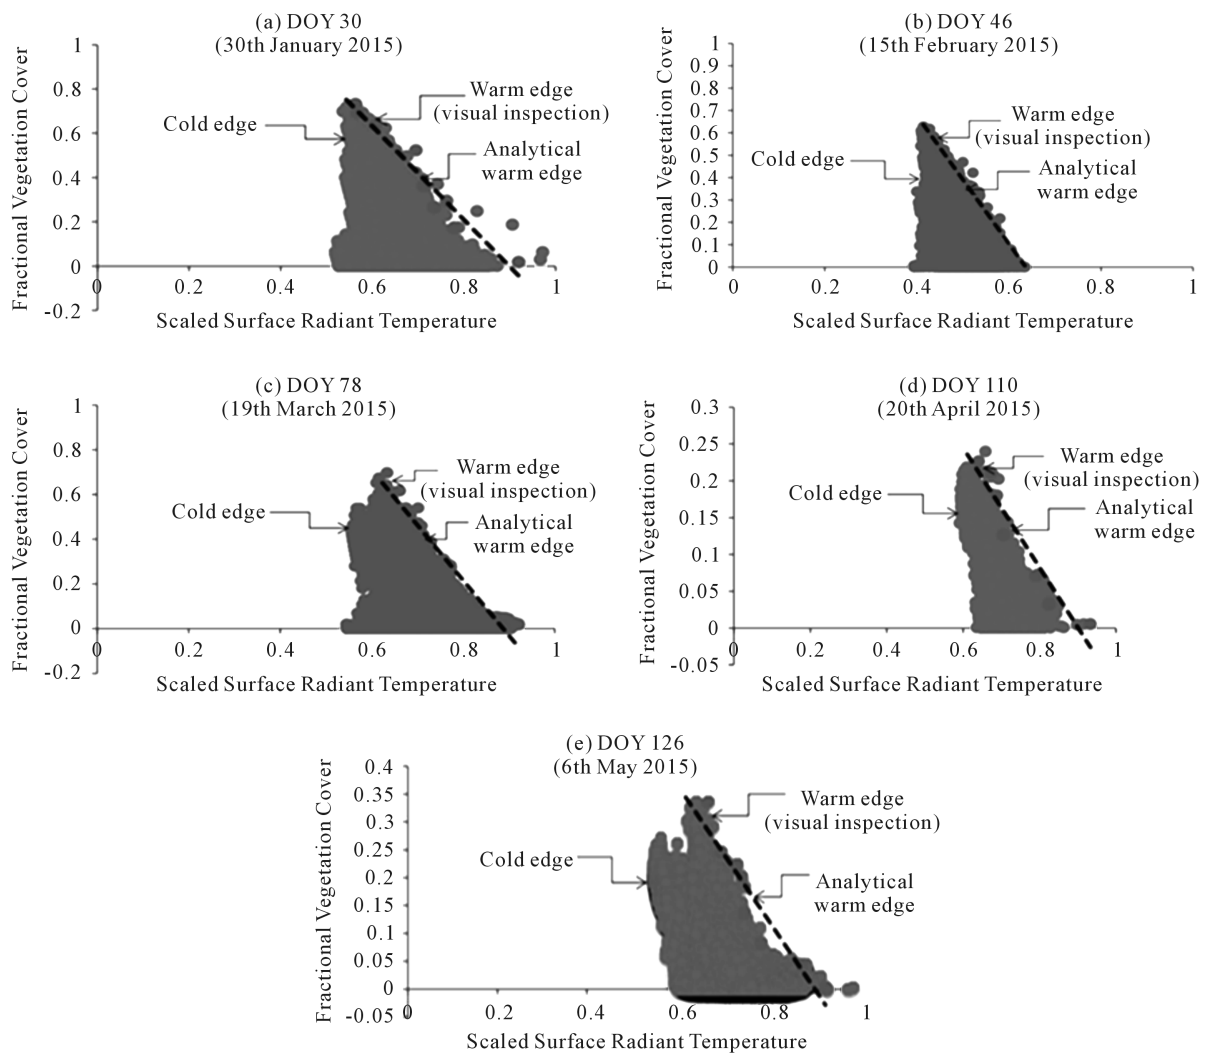 (a) DOY 30
(30th January 2015)
Fractional Vegetation Cover
1
0.8
0.6
0.4
0.2
0
-0.2
Cold edge
Warm edge
(visual inspection)
Analytical
warm edge
0 0.2 0.4 0.6 0.8 1
Scaled Surface Radiant Temperature
(b) DOY 46
(15th February 2015)
Fractional Vegetation Cover
1
0.9
0.8
0.7
0.6
0.5
0.4
0.3
0.2
0.1
0
Cold edge
Warm edge
(visual inspection)
Analytical
warm edge
0 0.2 0.4 0.6 0.8 1
Scaled Surface Radiant Temperature
(c) DOY 78
(19th March 2015)
Fractional Vegetation Cover
1
0.8
0.6
0.4
0.2
0
-0.2
Cold edge
Warm edge
(visual inspection)
Analytical
warm edge
0 0.2 0.4 0.6 0.8 1
Scaled Surface Radiant Temperature
(d) DOY 110
(20th April 2015)
Fractional Vegetation Cover
0.3
0.25
0.2
0.15
0.1
0.05
0
-0.05
Cold edge
Warm edge
(visual inspection)
Analytical
warm edge
0 0.2 0.4 0.6 0.8 1
Scaled Surface Radiant Temperature
(e) DOY 126
(6th May 2015)
Fractional Vegetation Cover
0.4
0.35
0.3
0.25
0.2
0.15
0.1
0.05
0
-0.05
Cold edge
Warm edge
(visual inspection)
Analytical
warm edge
0 0.2 0.4 0.6 0.8 1
Scaled Surface Radiant Temperature